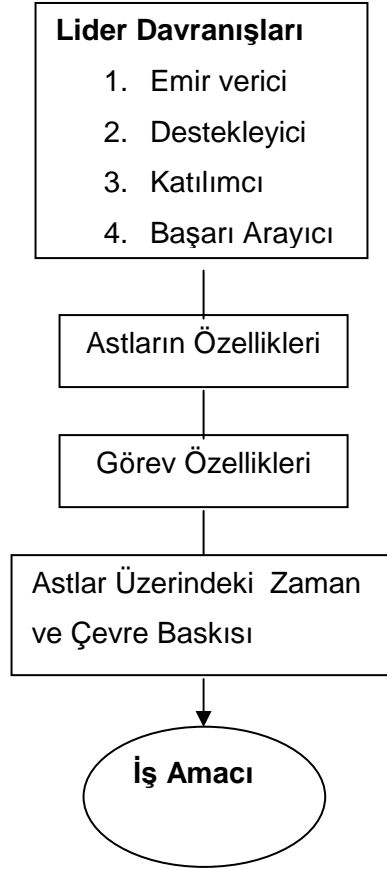 Lider Davranışları
1. Emir verici
2. Destekleyici
3. Katılımcı
4. Başarı Arayıcı
Astların Özellikleri
Görev Özellikleri
Astlar Üzerindeki Zaman
ve Çevre Baskısı
İş Amacı